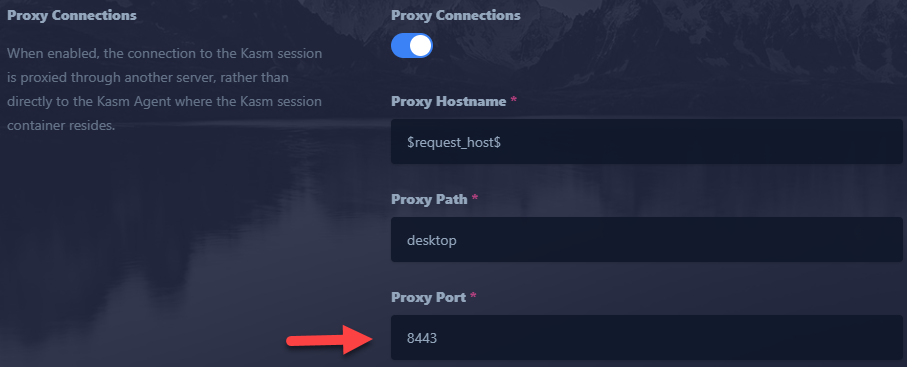 Proxy Connections
When enabled, the connection to the Kasm session
is proxied through another server, rather than
directly to the Kasm Agent where the Kasm session
container resides.
Proxy Connections
Proxy Hostname *
$request_host$
Proxy Path *
desktop
Proxy Port *
8443